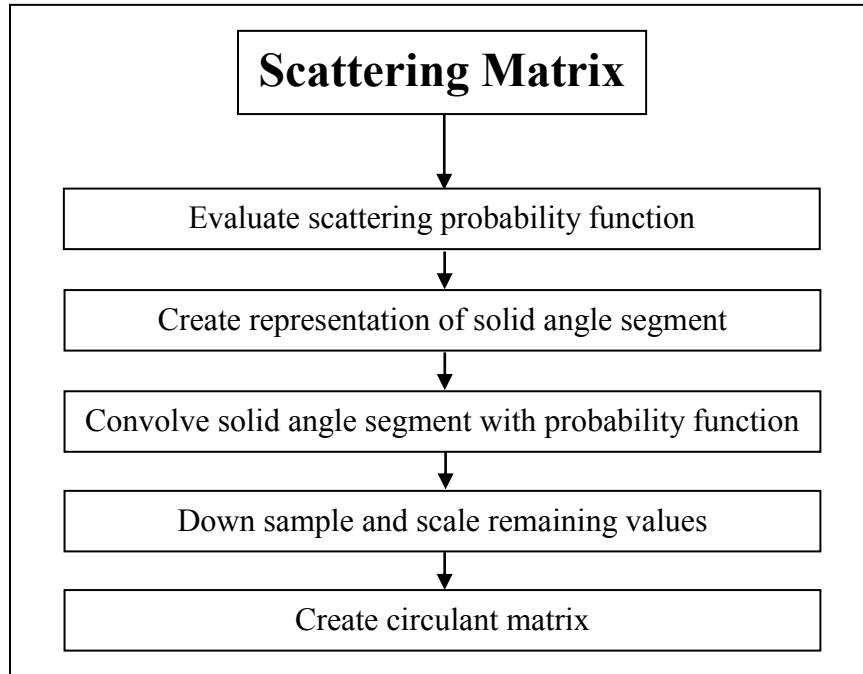 Scattering Matrix
Evaluate scattering probability function
Create representation of solid angle segment
Convolve solid angle segment with probability function
Down sample and scale remaining values
Create circulant matrix